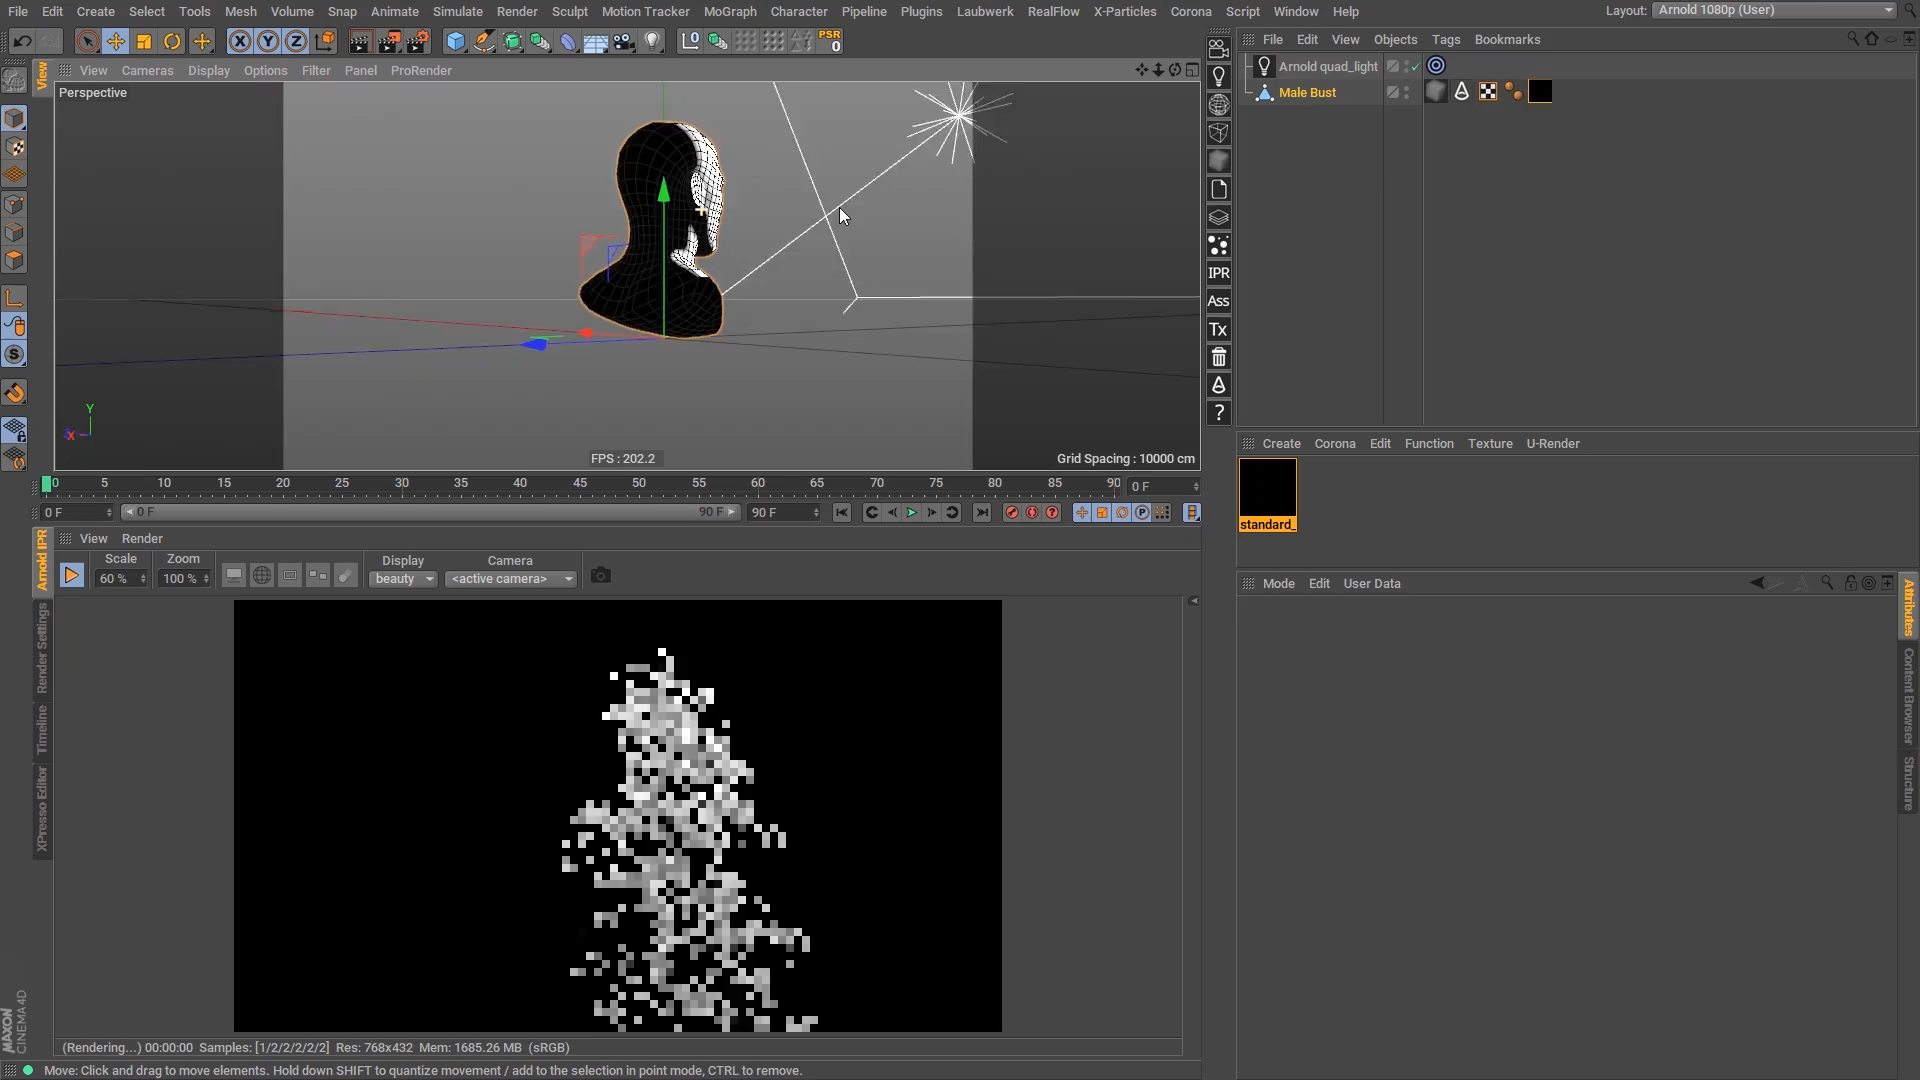 File Edit Create Select Tools Mesh Volume Snap Animate Simulate Render Sculpt Motion Tracker MoGraph Character Pipeline Plugins Laubwerk RealFlow X-Particles Corona Script Window Help
Layout: Arnold 1080p (User)
X Y Z
PSR
0
View
View Cameras Display Options Filter Panel ProRender
Perspective
FPS : 202.2
Grid Spacing : 10000 cm
Y
X
S
IPR
Ass
Tx
?
File Edit View Objects Tags Bookmarks
Arnold quad_light
Male Bust
Create Corona Edit Function Texture U-Render
standard_
Mode Edit User Data
Attributes
Content Browser
Structure
0 5 10 15 20 25 30 35 40 45 50 55 60 65 70 75 80 85 90
0 F
0 F
0 F
90 F
90 F
P
Arnold IPR
Render Settings
Timeline
XPresso Editor
View Render
Scale
60 %
Zoom
100 %
Display
beauty
Camera
<active camera>
(Rendering...) 00:00:00 Samples: [1/2/2/2/2/2] Res: 768x432 Mem: 1685.26 MB (sRGB)
MAXON
CINEMA 4D
Move: Click and drag to move elements. Hold down SHIFT to quantize movement / add to the selection in point mode, CTRL to remove.